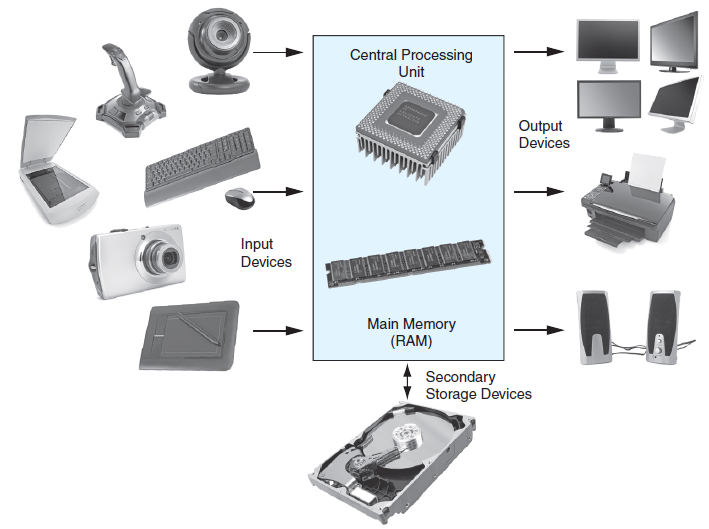 Central Processing
Unit
Output
Devices
Input
Devices
Main Memory
(RAM)
Secondary
Storage Devices